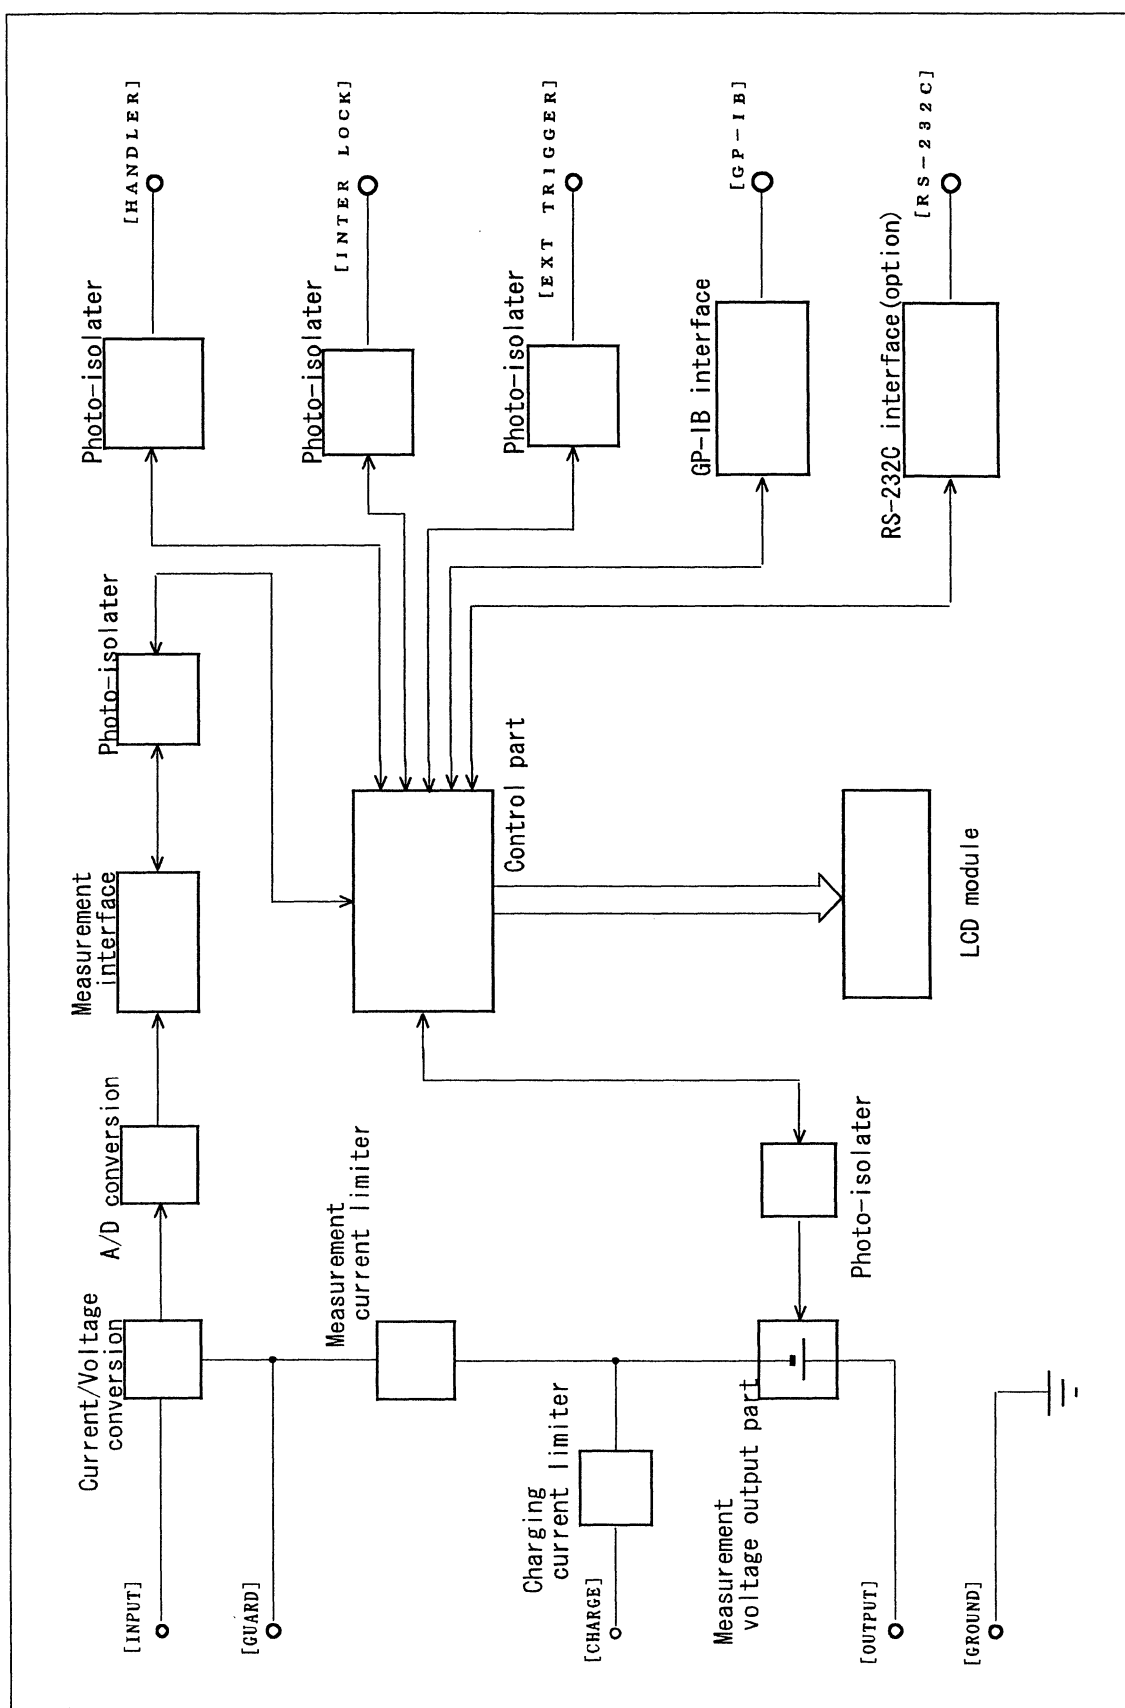 [INPUT]
Current/Voltage
conversion
A/D conversion
Measurement
interface
Photo-isolater
Photo-isolater
[HANDLER]
[GUARD]
Measurement
current limiter
Control part
Photo-isolater
[INTER LOCK]
Photo-isolater
[EXT TRIGGER]
[CHARGE]
Charging
current limiter
GP-IB interface
[GP-IB]
Measurement
voltage output part
Photo-isolater
RS-232C interface(option)
[RS-232C]
[OUTPUT]
LCD module
[GROUND]